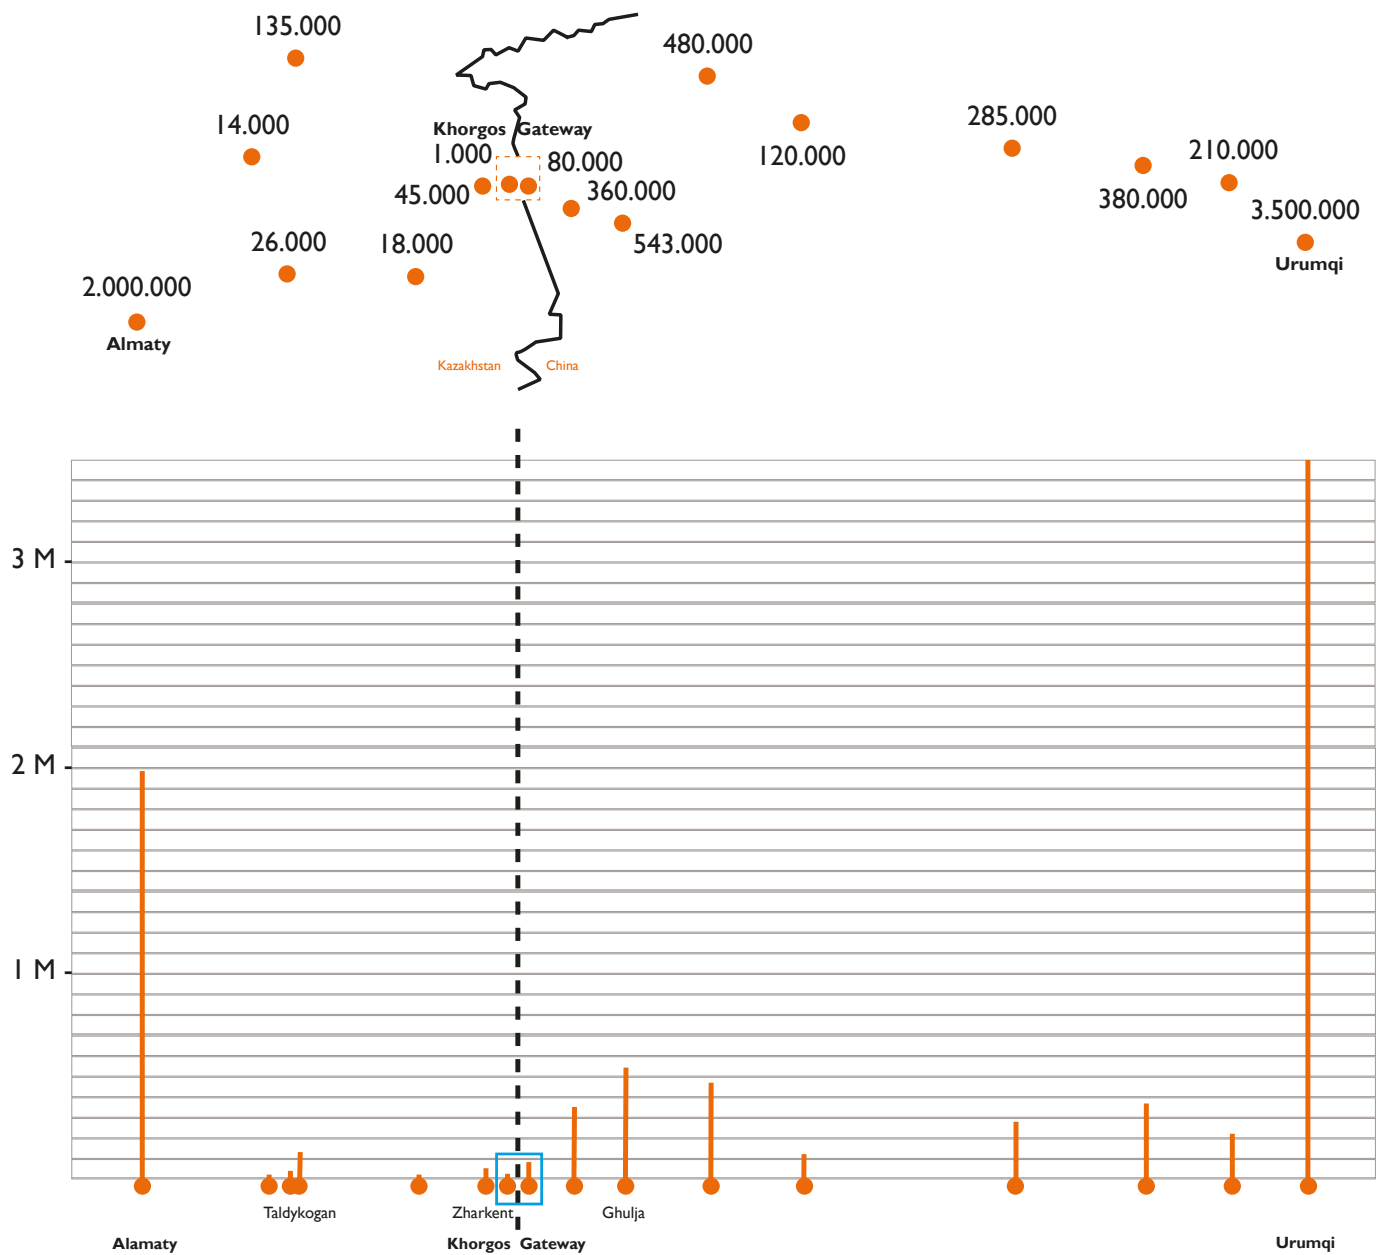 135.000
480.000
14.000
285.000
Khorgos Gateway
1.000
80.000
120.000
210.000
45.000
360.000
380.000
3.500.000
26.000
18.000
543.000
Urumqi
2.000.000
Almaty
Kazakhstan
China
3 M
2 M
1 M
Taldykogan
Zharkent
Ghulja
Alamaty
Khorgos Gateway
Urumqi